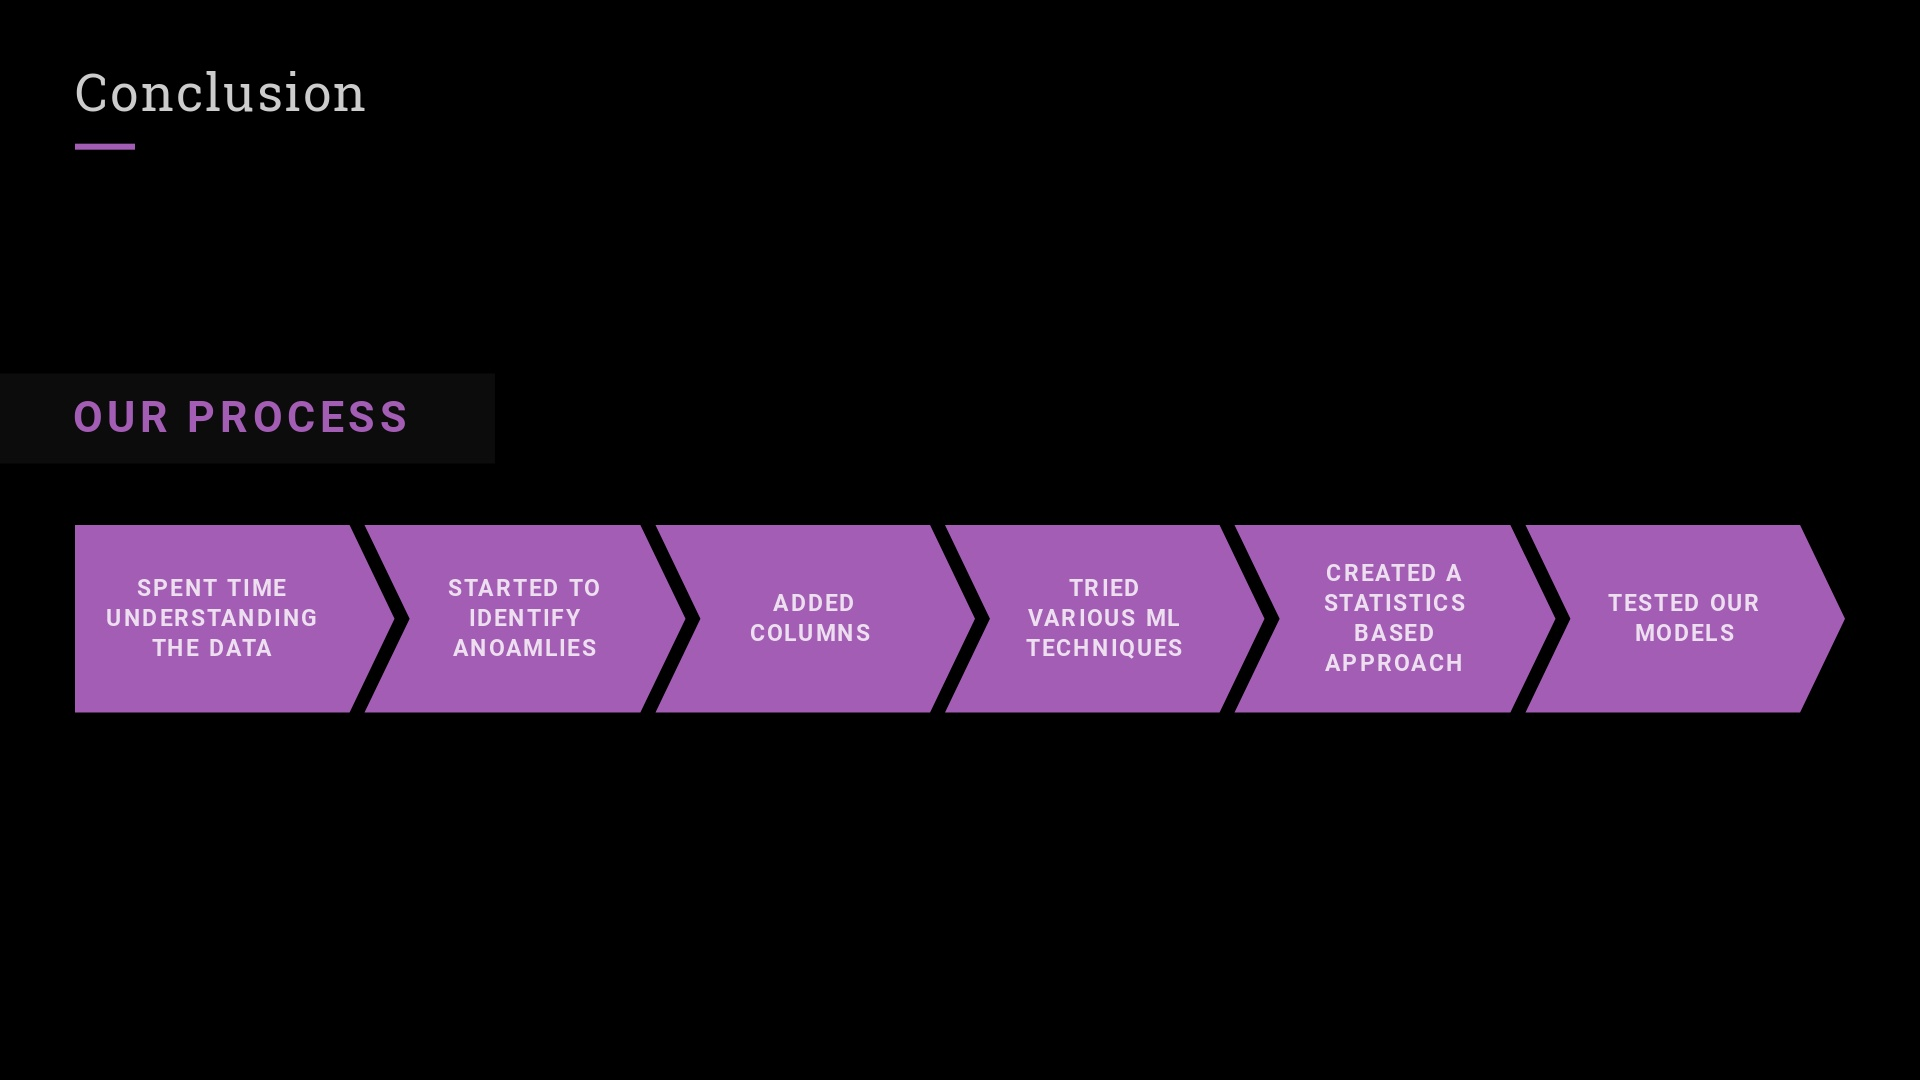 Conclusion
OUR PROCESS
SPENT TIME
UNDERSTANDING
THE DATA
STARTED TO
IDENTIFY
ANOAMLIES
ADDED
COLUMNS
TRIED
VARIOUS ML
TECHNIQUES
CREATED A
STATISTICS
BASED
APPROACH
TESTED OUR
MODELS